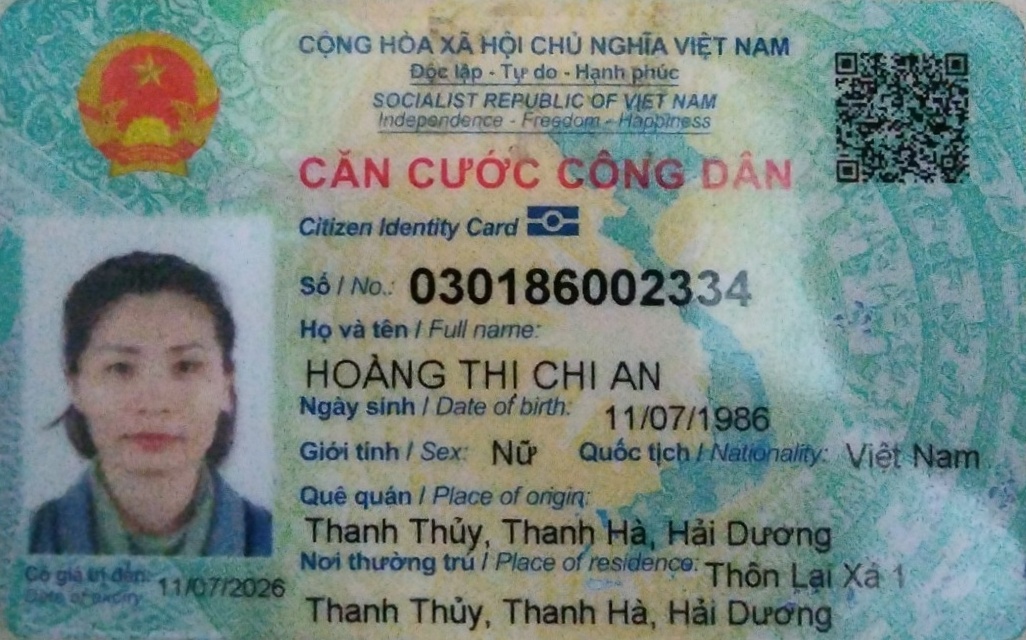 CỘNG HÒA XÃ HỘI CHỦ NGHĨA VIỆT NAM
Độc lập - Tự do - Hạnh phúc
SOCIALIST REPUBLIC OF VIET NAM
Independence - Freedom - Happiness
CĂN CƯỚC CÔNG DÂN
Citizen Identity Card
Số / No.: 030186002334
Họ và tên / Full name:
HOÀNG THỊ CHI AN
Ngày sinh / Date of birth: 11/07/1986
Giới tính / Sex: Nữ Quốc tịch / Nationality: Việt Nam
Quê quán / Place of origin:
Thanh Thủy, Thanh Hà, Hải Dương
Nơi thường trú / Place of residence: Thôn Lại Xá 1
Thanh Thủy, Thanh Hà, Hải Dương
Có giá trị đến: 11/07/2026
Date of expiry